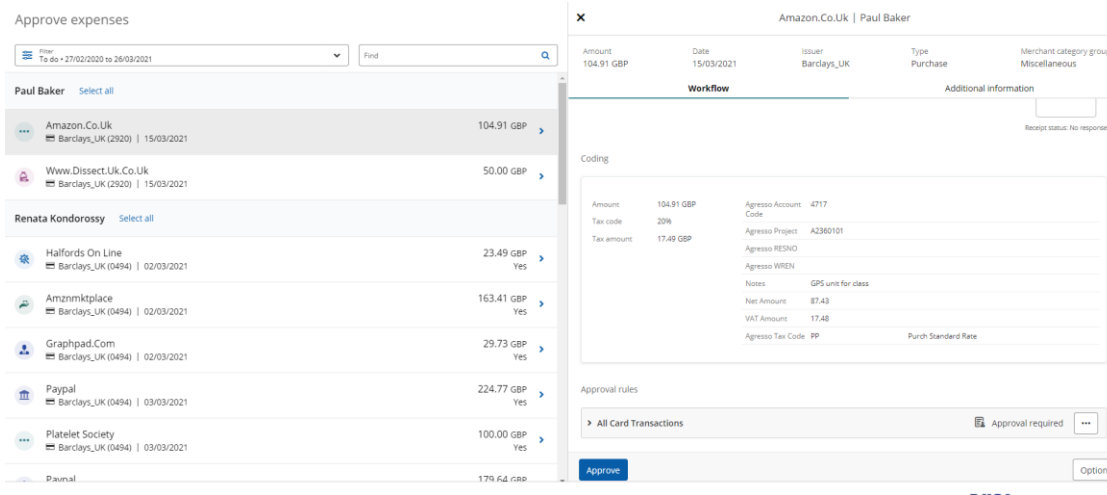 Approve expenses
Filter
To do • 27/02/2020 to 26/03/2021
Find
Paul Baker Select all
Amazon.Co.Uk 104.91 GBP
Barclays_UK (2920) | 15/03/2021
Www.Dissect.Uk.Co.Uk 50.00 GBP
Barclays_UK (2920) | 15/03/2021
Renata Kondorossy Select all
Halfords On Line 23.49 GBP
Barclays_UK (0494) | 02/03/2021 Yes
Amznmktplace 163.41 GBP
Barclays_UK (0494) | 02/03/2021 Yes
Graphpad.Com 29.73 GBP
Barclays_UK (0494) | 02/03/2021 Yes
Paypal 224.77 GBP
Barclays_UK (0494) | 03/03/2021 Yes
Platelet Society 100.00 GBP
Barclays_UK (0494) | 03/03/2021 Yes
Paypal 179.64 GBP
Amazon.Co.Uk | Paul Baker
Amount Date Issuer Type Merchant category grou
104.91 GBP 15/03/2021 Barclays_UK Purchase Miscellaneous
Workflow Additional information
Receipt status: No response
Coding
Amount 104.91 GBP
Tax code 20%
Tax amount 17.49 GBP
Agresso Account Code 4717
Agresso Project A2360101
Agresso RESNO
Agresso WREN
Notes GPS unit for class
Net Amount 87.43
VAT Amount 17.48
Agresso Tax Code PP Purch Standard Rate
Approval rules
All Card Transactions Approval required
Approve Option